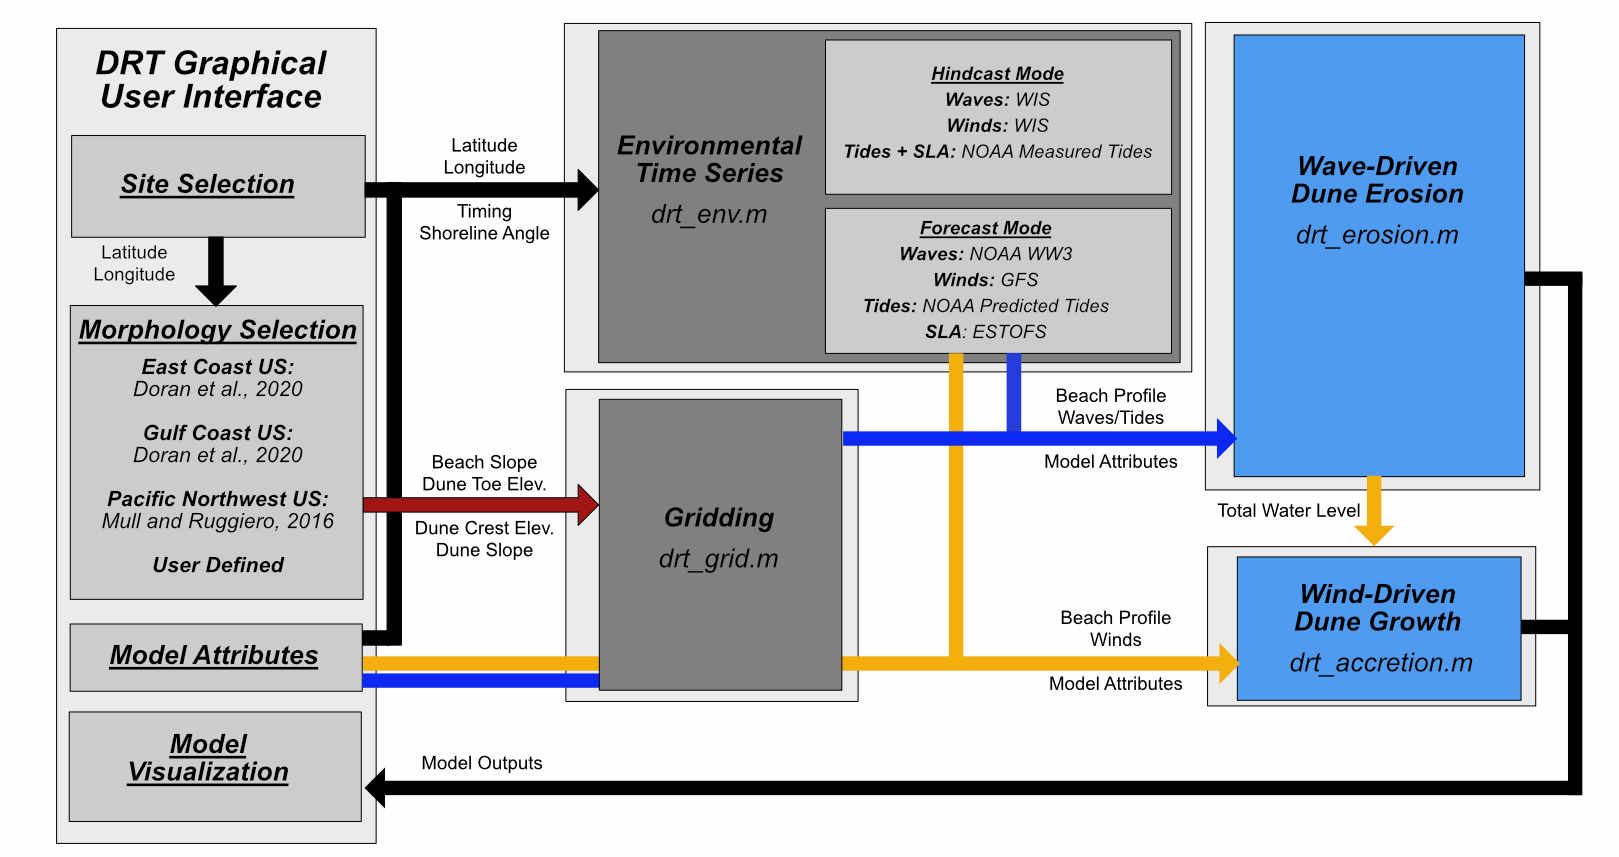 DRT Graphical
User Interface
Site Selection
Latitude
Longitude
Morphology Selection
East Coast US:
Doran et al., 2020
Gulf Coast US:
Doran et al., 2020
Pacific Northwest US:
Mull and Ruggiero, 2016
User Defined
Model Attributes
Model
Visualization
Latitude
Longitude
Timing
Shoreline Angle
Beach Slope
Dune Toe Elev.
Dune Crest Elev.
Dune Slope
Model Outputs
Environmental
Time Series
drt_env.m
Hindcast Mode
Waves: WIS
Winds: WIS
Tides + SLA: NOAA Measured Tides
Forecast Mode
Waves: NOAA WW3
Winds: GFS
Tides: NOAA Predicted Tides
SLA: ESTOFS
Gridding
drt_grid.m
Beach Profile
Waves/Tides
Model Attributes
Beach Profile
Winds
Model Attributes
Wave-Driven
Dune Erosion
drt_erosion.m
Total Water Level
Wind-Driven
Dune Growth
drt_accretion.m